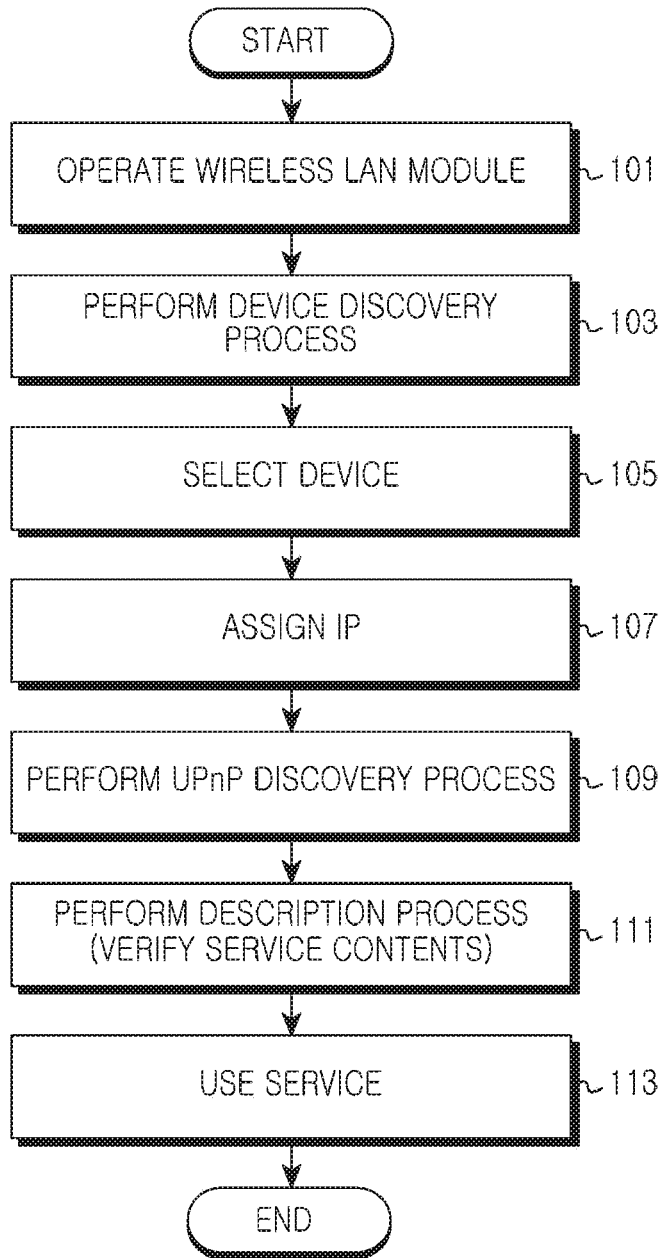 START
OPERATE WIRELESS LAN MODULE
101
PERFORM DEVICE DISCOVERY
PROCESS
103
SELECT DEVICE
105
ASSIGN IP
107
PERFORM UPnP DISCOVERY PROCESS
109
PERFORM DESCRIPTION PROCESS
(VERIFY SERVICE CONTENTS)
111
USE SERVICE
113
END